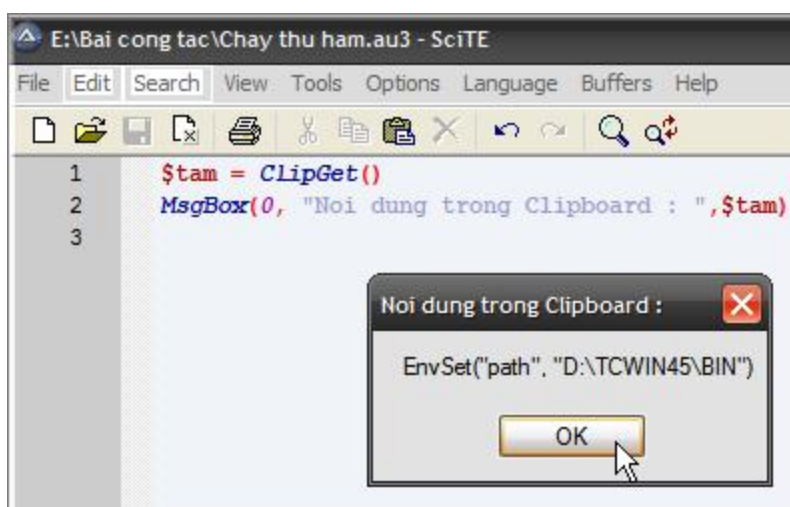 E:\Bai cong tac\Chay thu ham.au3 - SciTE
File Edit Search View Tools Options Language Buffers Help
1 $tam = ClipGet()
2 MsgBox(0, "Noi dung trong Clipboard : ",$tam)
3
Noi dung trong Clipboard :
EnvSet("path", "D:\TCWIN45\BIN")
OK